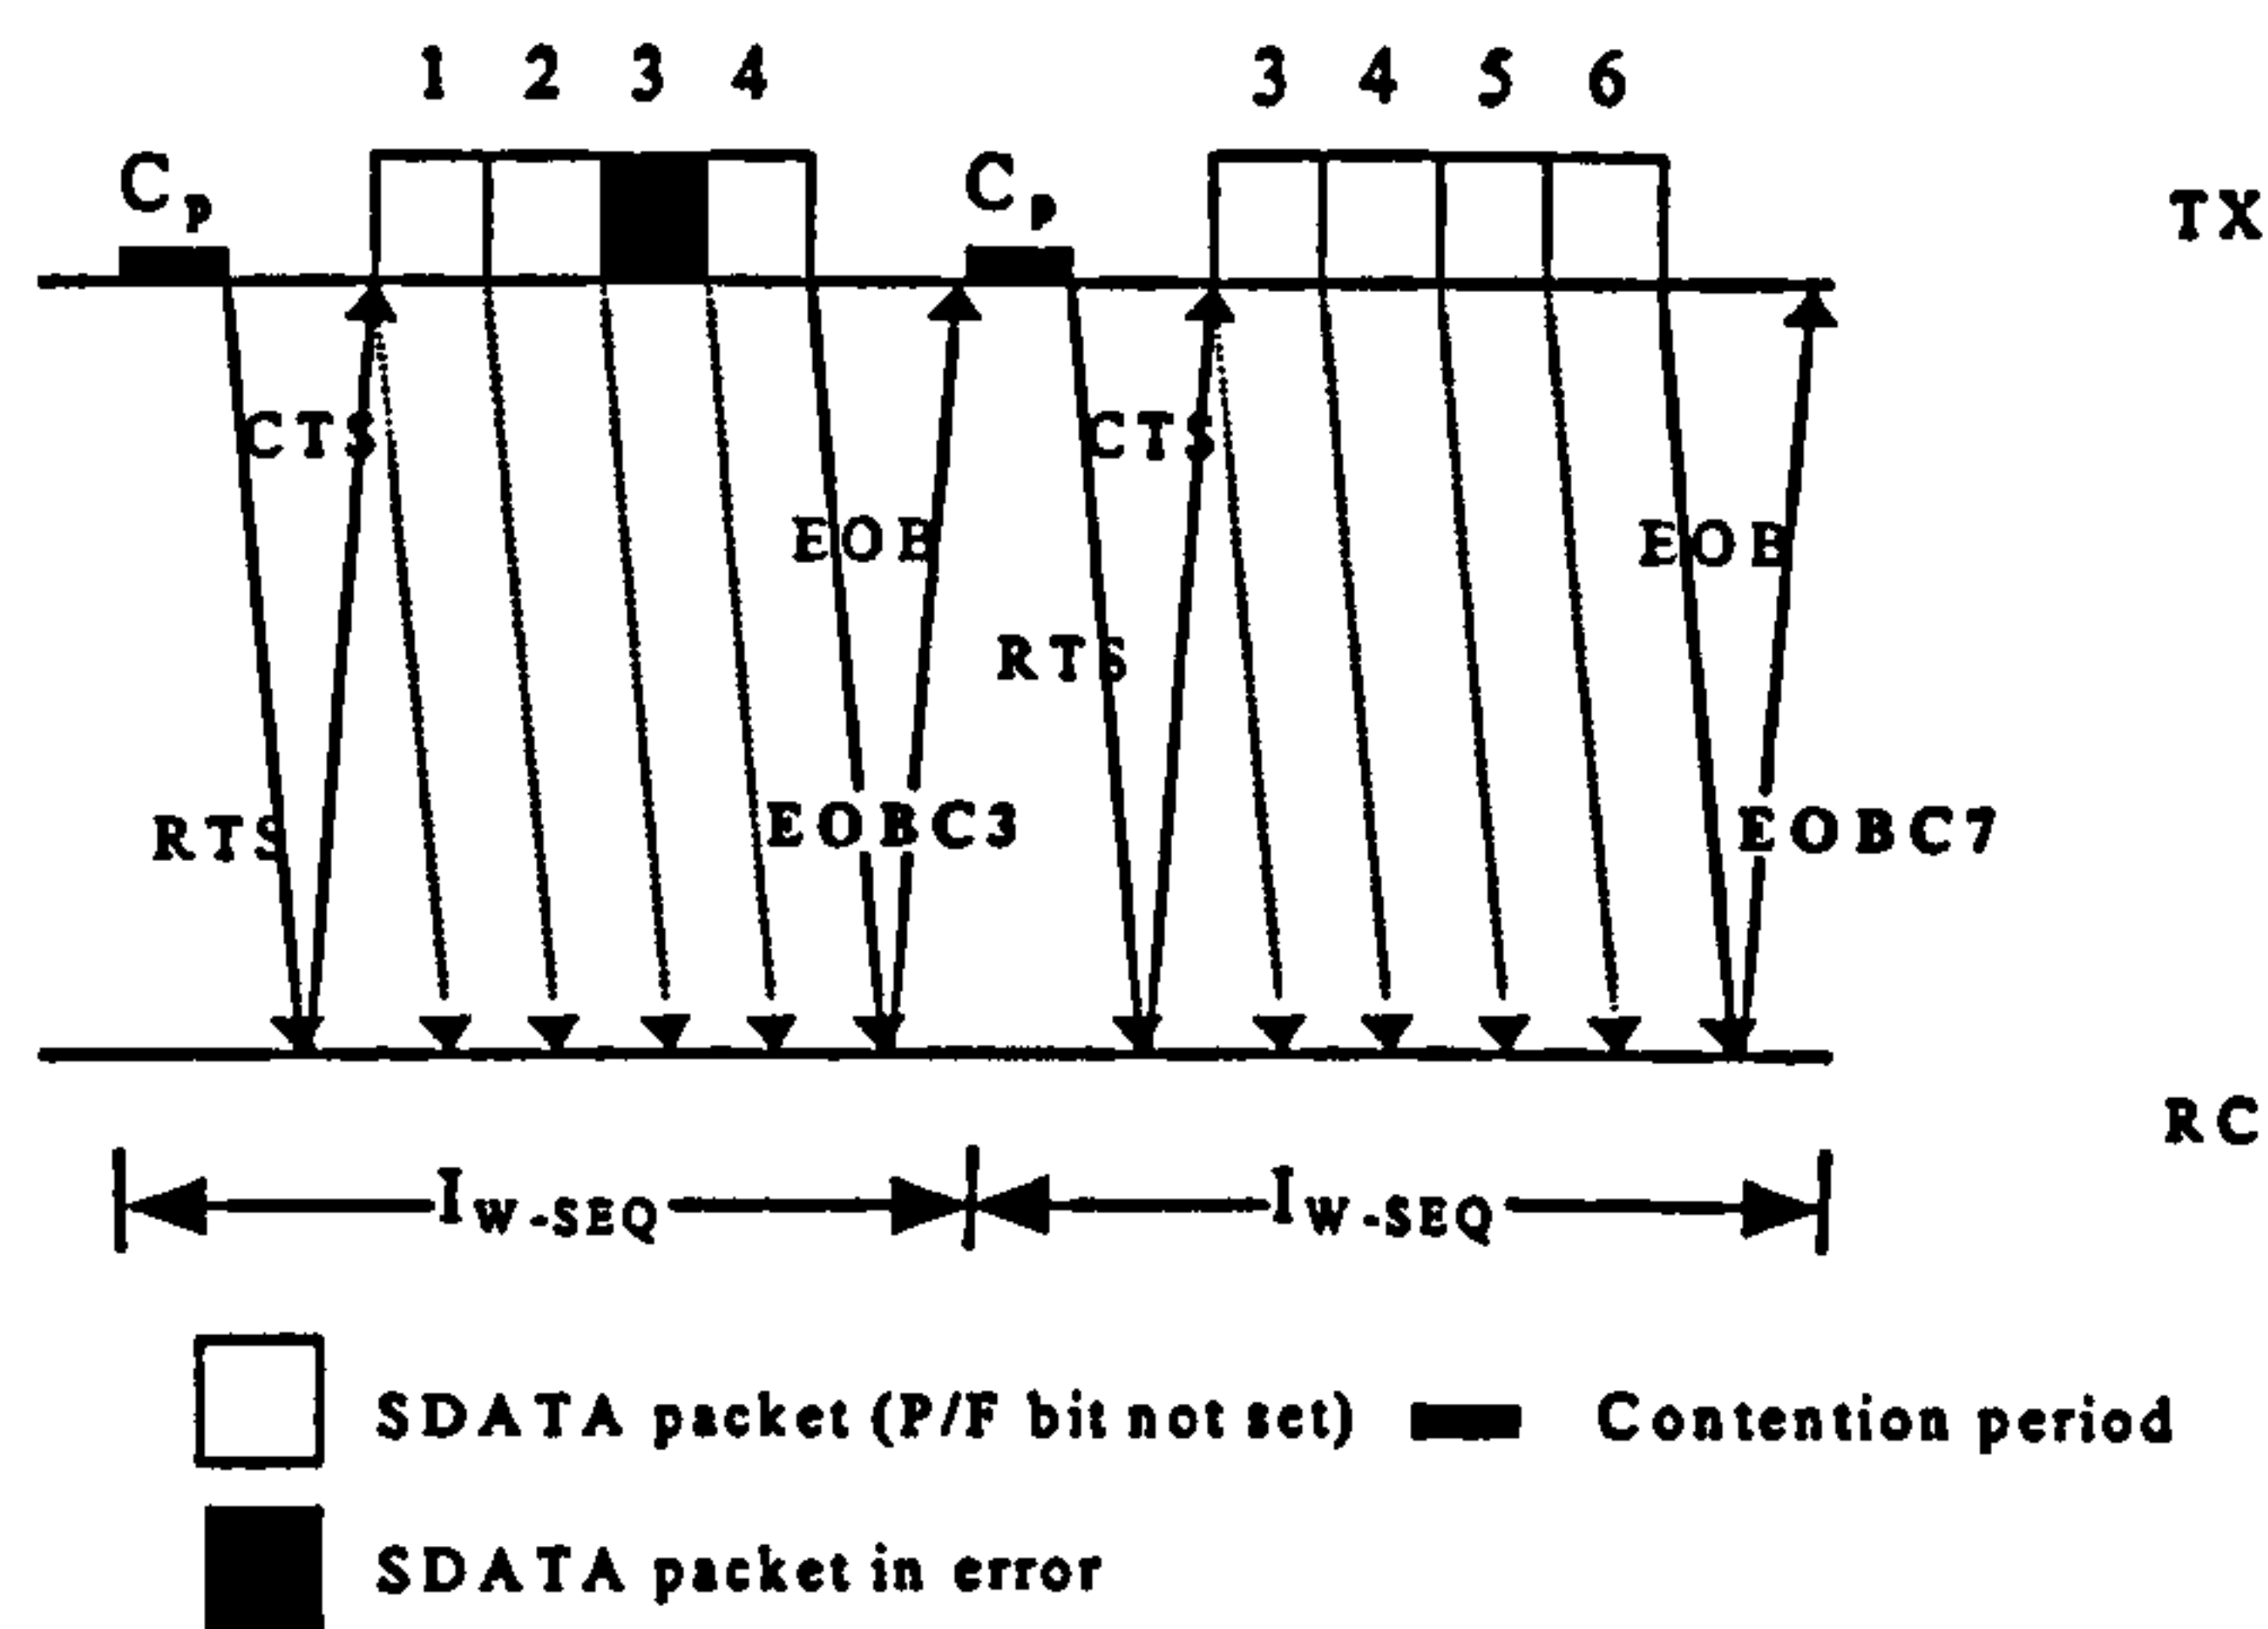 1 2 3 4 3 4 5 6
Cp Cp TX
CTS CTS
EOB EOB
RTS
RTS EOBC3 EOBC7
RC
IW-SEQ IW-SEQ
SDATA packet (P/F bit not set) Contention period
SDATA packet in error